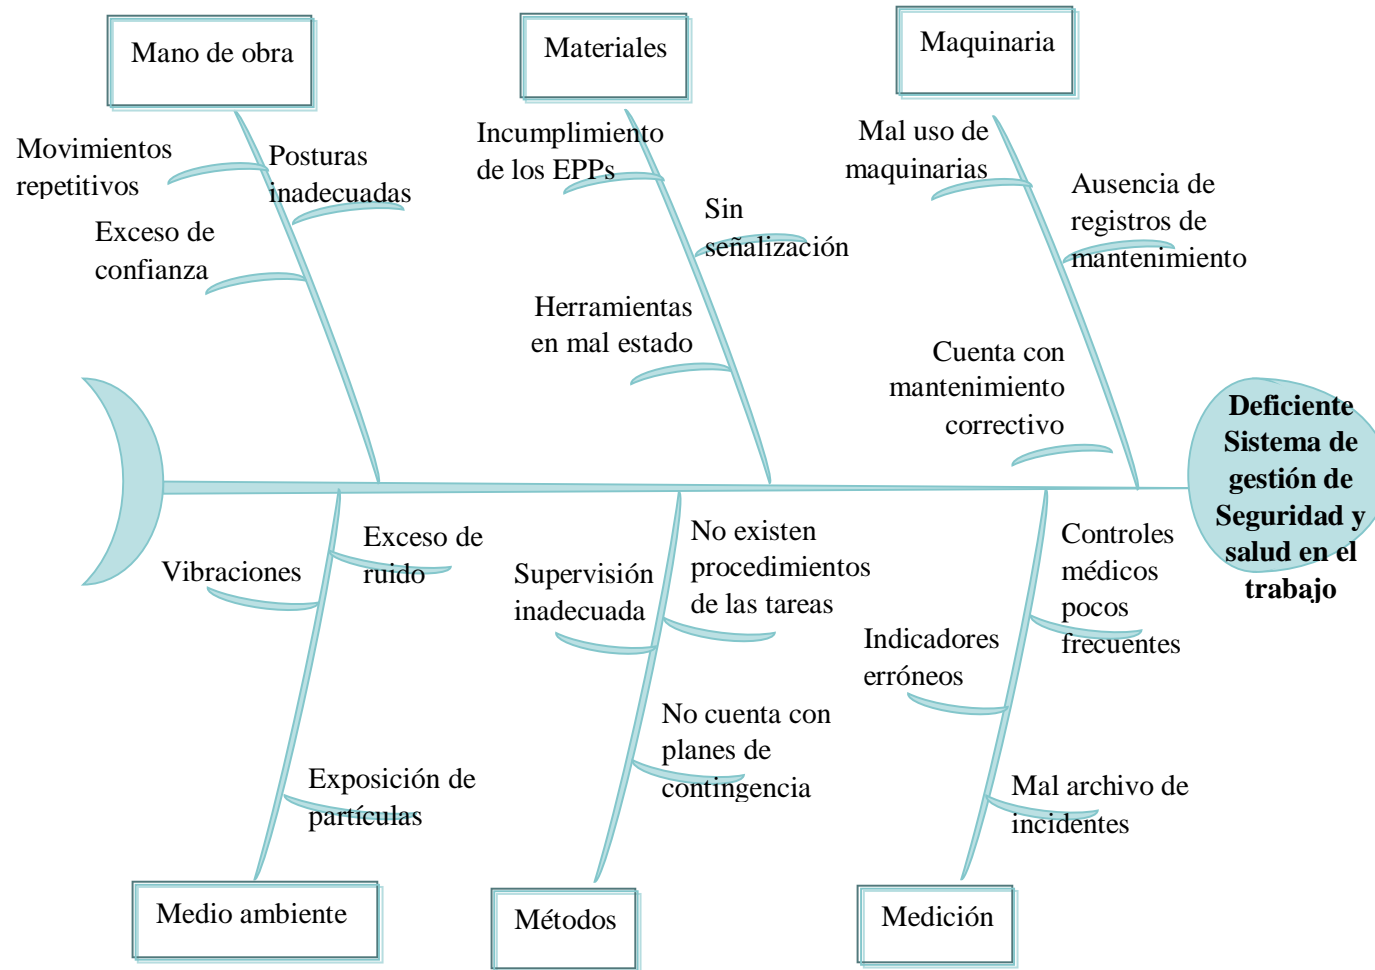 Mano de obra
Materiales
Maquinaria
Movimientos
repetitivos
Posturas
inadecuadas
Exceso de
confianza
Incumplimiento
de los EPPs
Sin
señalización
Herramientas
en mal estado
Mal uso de
maquinarias
Ausencia de
registros de
mantenimiento
Cuenta con
mantenimiento
correctivo
Deficiente
Sistema de
gestión de
Seguridad y
salud en el
trabajo
Vibraciones
Exceso de
ruido
Exposición de
partículas
Supervisión
inadecuada
No existen
procedimientos
de las tareas
No cuenta con
planes de
contingencia
Controles
médicos
pocos
frecuentes
Indicadores
erróneos
Mal archivo de
incidentes
Medio ambiente
Métodos
Medición